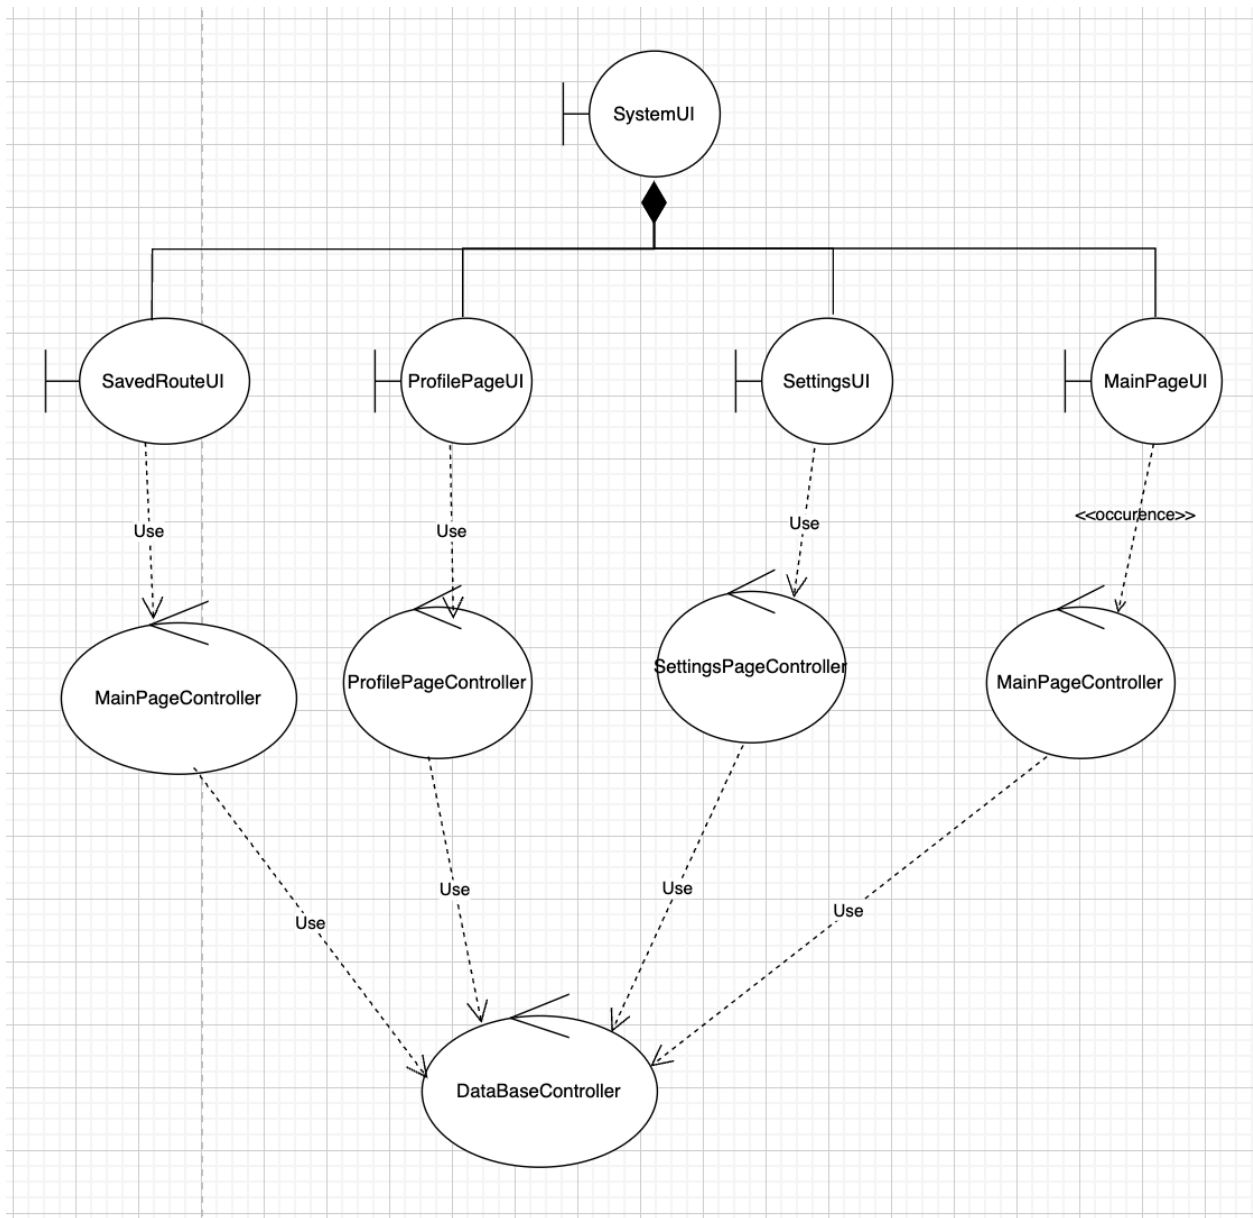 SystemUI
SavedRouteUI
ProfilePageUI
SettingsUI
MainPageUI
Use
Use
Use
<<occurence>>
MainPageController
ProfilePageController
SettingsPageController
MainPageController
Use
Use
Use
Use
DataBaseController